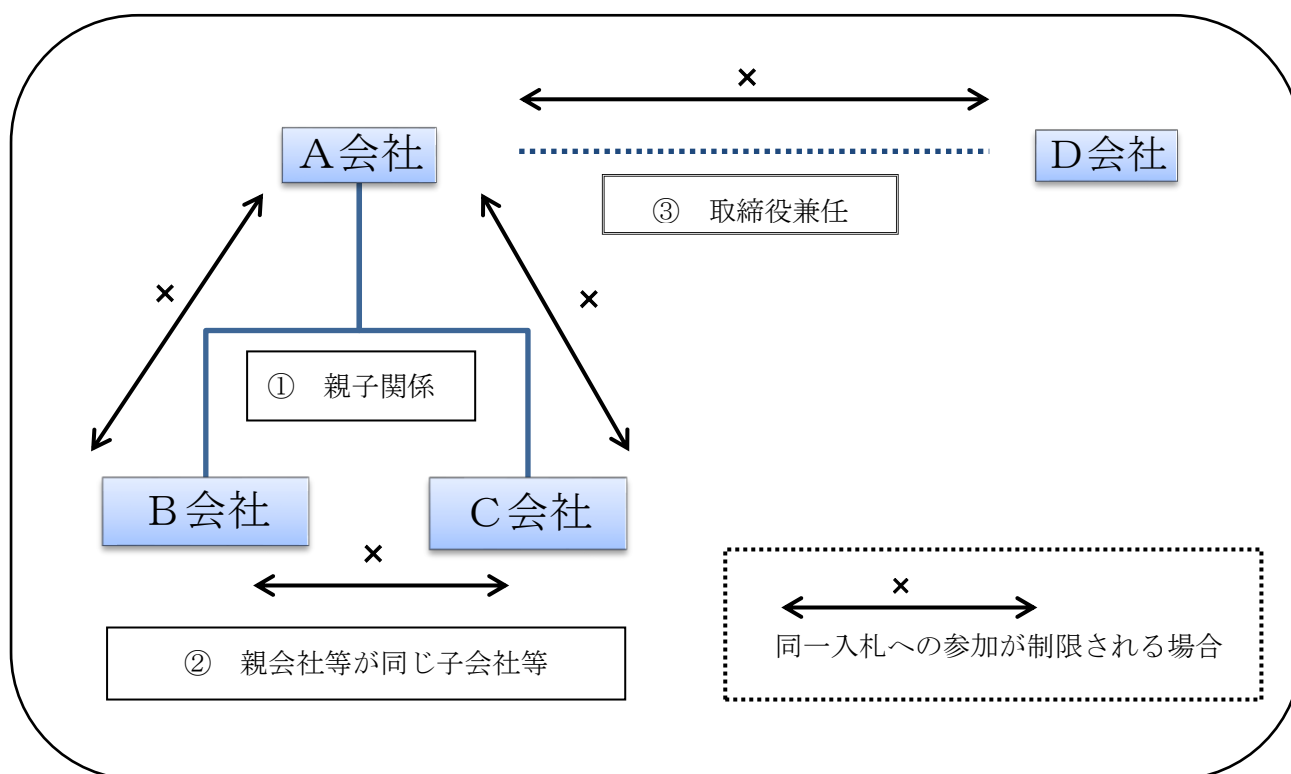 ×
Ａ会社
Ｄ会社
③　取締役兼任
×
×
①　親子関係
Ｂ会社
Ｃ会社
×
②　親会社等が同じ子会社等
×
同一入札への参加が制限される場合